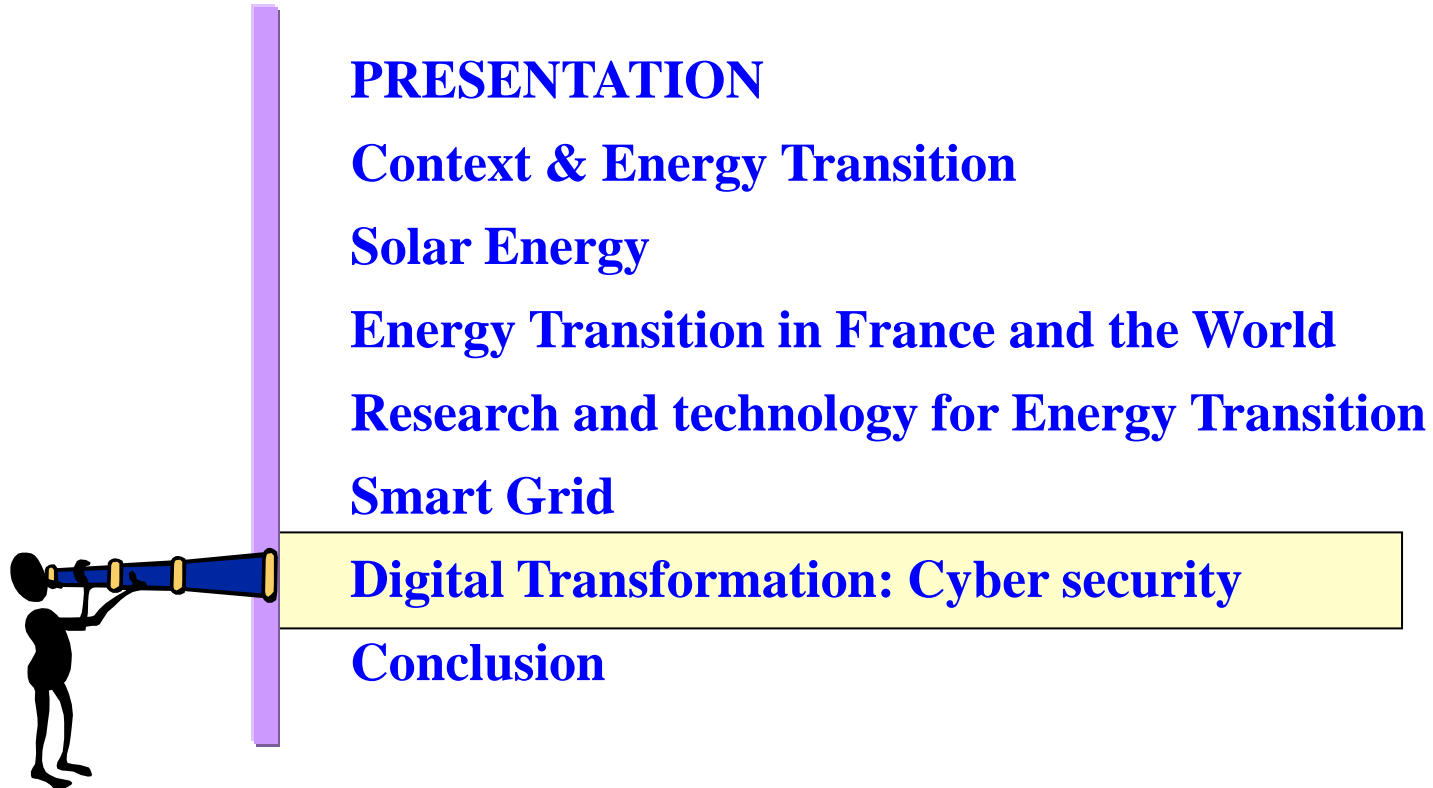 PRESENTATION
Context & Energy Transition
Solar Energy
Energy Transition in France and the World
Research and technology for Energy Transition
Smart Grid
Digital Transformation: Cyber security
Conclusion